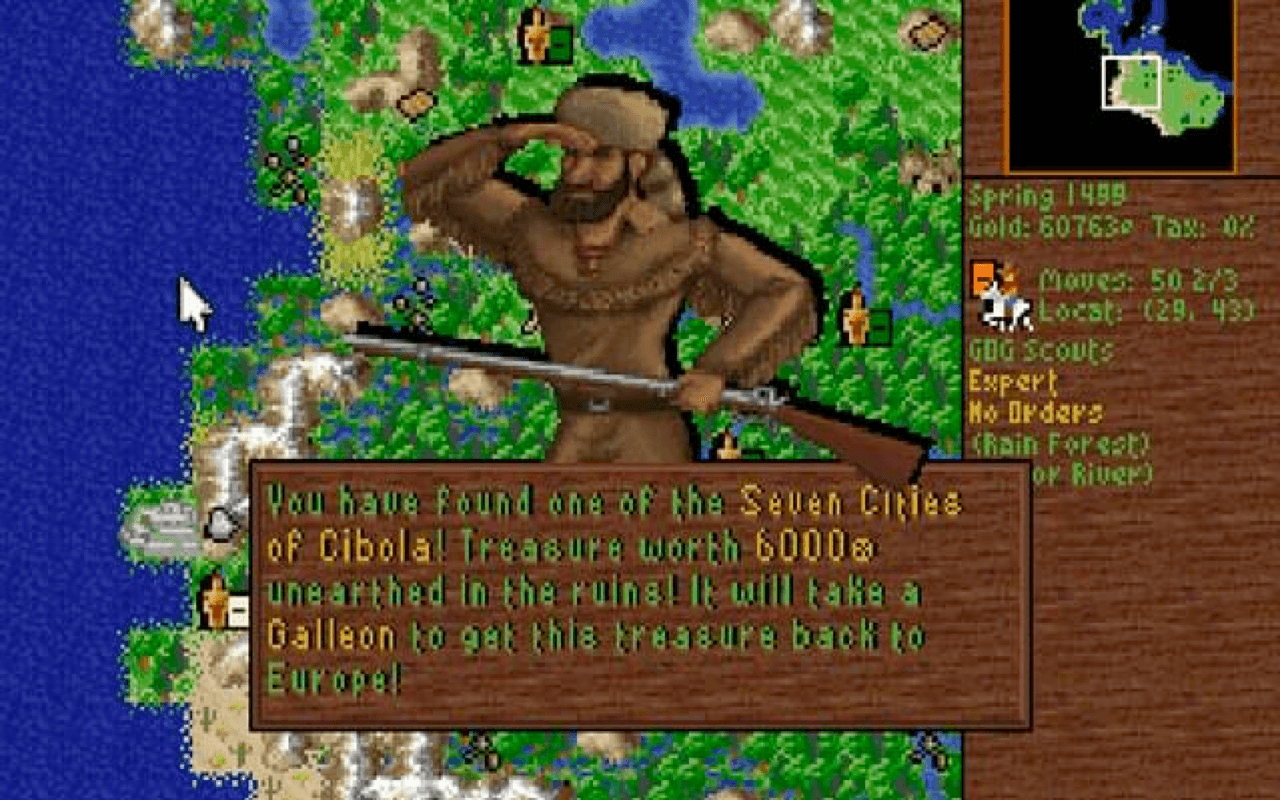 Spring 1499
Gold: 60763¢ Tax: 0%
Moves: 50 2/3
Locat: (29, 43)
Scouts
Expert
No Orders
(Rain Forest)
or River)
You have found one of the Seven Cities
of Cibola! Treasure worth 6000¢
unearthed in the ruins! It will take a
Galleon to get this treasure back to
Europe!